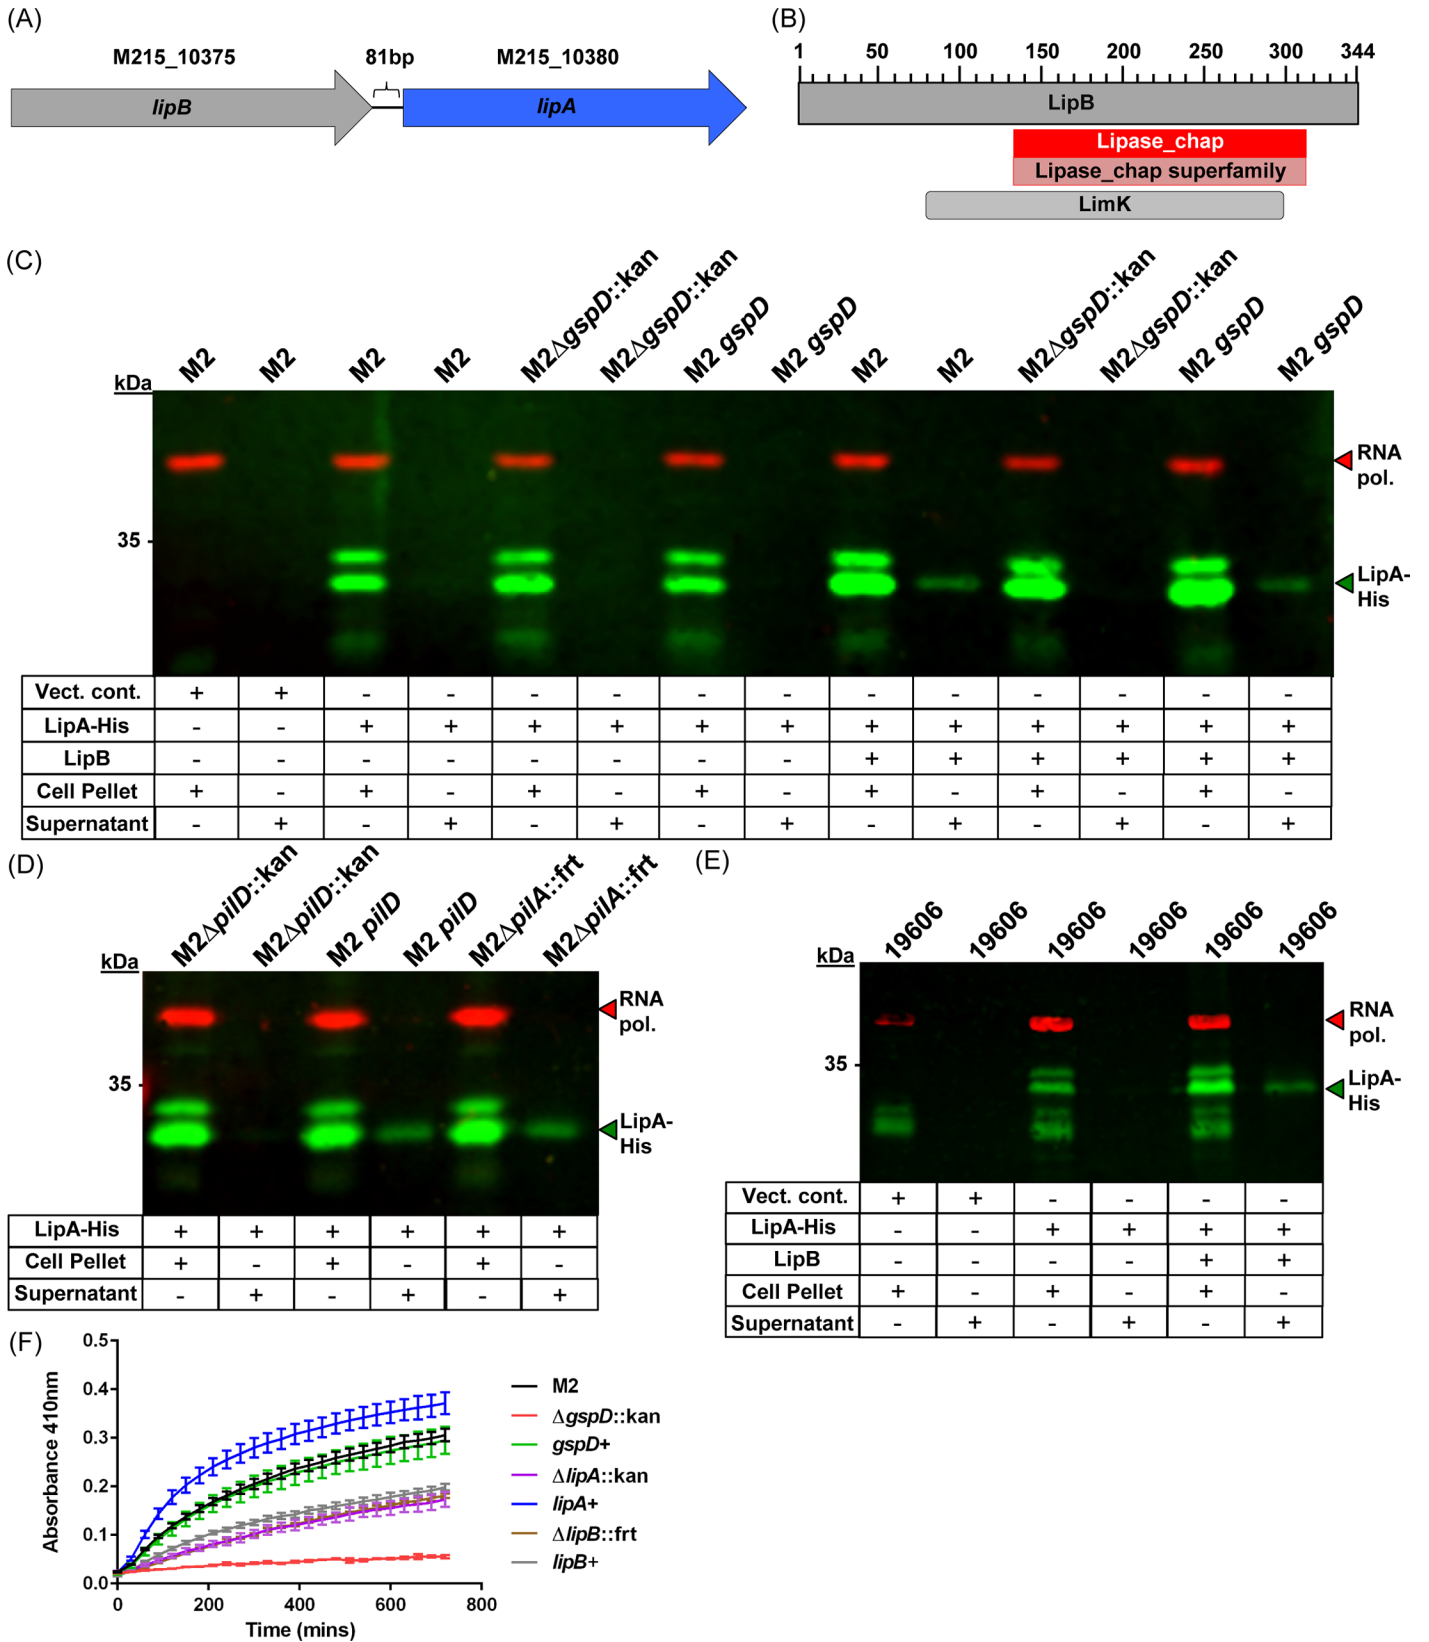 (A)
M215_10375 81bp M215_10380
lipB lipA
(B)
1 50 100 150 200 250 300 344
LipB
Lipase_chap
Lipase_chap superfamily
LimK
(C)
M2 M2 M2 M2 M2ΔgspD::kan M2ΔgspD::kan M2 gspD M2 gspD M2 M2 M2ΔgspD::kan M2ΔgspD::kan M2 gspD M2 gspD
kDa
RNA
pol.
35
LipA-
His
Vect. cont. + + - - - - - - - - - - - -
LipA-His - - + + + + + + + + + + + +
LipB - - - - - - - - + + + + + +
Cell Pellet + - + - + - + - + - + - + -
Supernatant - + - + - + - + - + - + - +
(D)
M2ΔpilD::kan M2ΔpilD::kan M2 pilD M2 pilD M2ΔpilA::frt M2ΔpilA::frt
kDa
RNA
pol.
35
LipA-
His
LipA-His + + + + + +
Cell Pellet + - + - + -
Supernatant - + - + - +
(E)
19606 19606 19606 19606 19606 19606
kDa
RNA
pol.
35
LipA-
His
Vect. cont. + + - - - -
LipA-His - - + + + +
LipB - - - - + +
Cell Pellet + - + - + -
Supernatant - + - + - +
(F)
Absorbance 410nm
0.5
0.4
0.3
0.2
0.1
0.0
0 200 400 600 800
Time (mins)
M2
ΔgspD::kan
gspD+
ΔlipA::kan
lipA+
ΔlipB::frt
lipB+